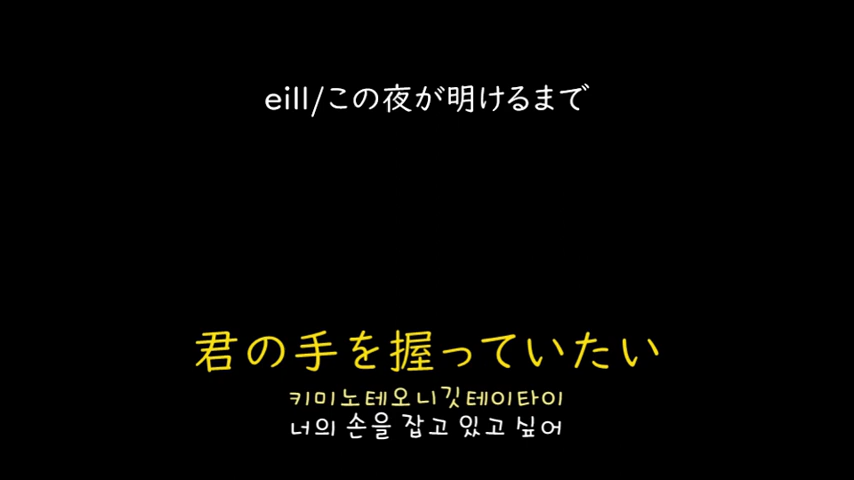 eill/この夜が明けるまで
君の手を握っていたい
키미노테오니깃테이타이
너의 손을 잡고 있고 싶어